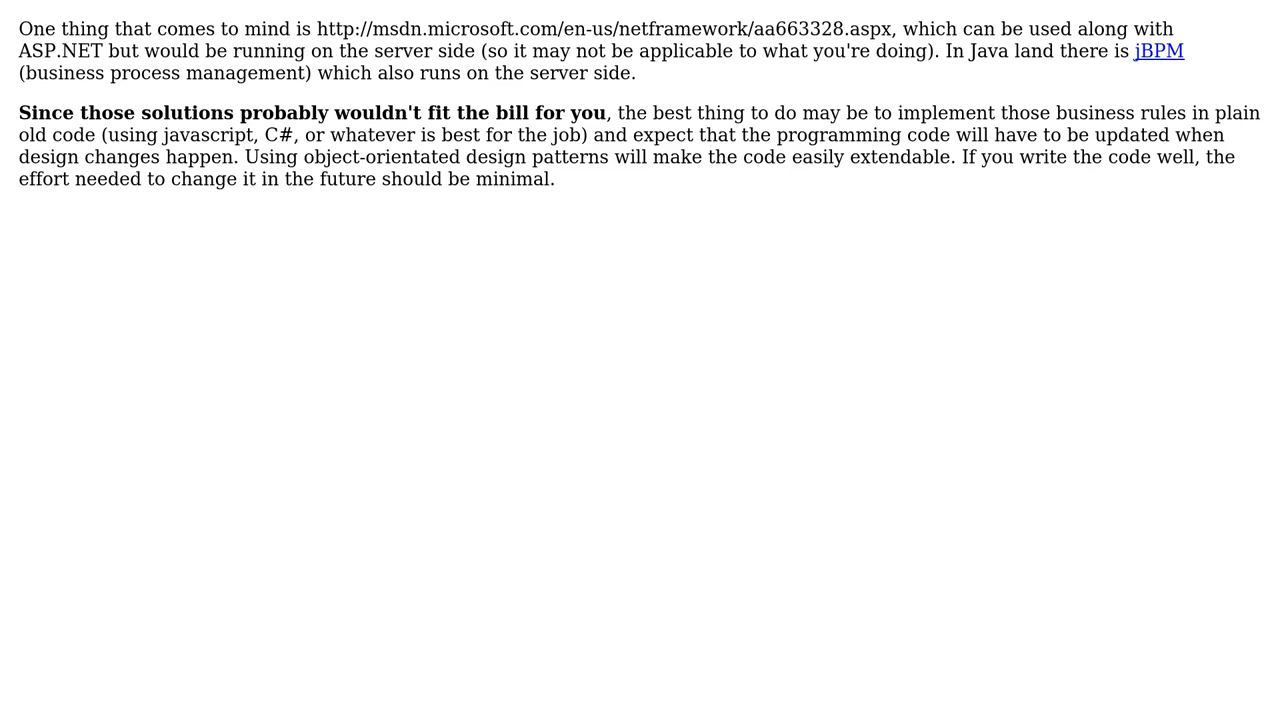 One thing that comes to mind is http://msdn.microsoft.com/en-us/netframework/aa663328.aspx, which can be used along with
ASP.NET but would be running on the server side (so it may not be applicable to what you're doing). In Java land there is jBPM
(business process management) which also runs on the server side.
Since those solutions probably wouldn't fit the bill for you, the best thing to do may be to implement those business rules in plain
old code (using javascript, C#, or whatever is best for the job) and expect that the programming code will have to be updated when
design changes happen. Using object-orientated design patterns will make the code easily extendable. If you write the code well, the
effort needed to change it in the future should be minimal.